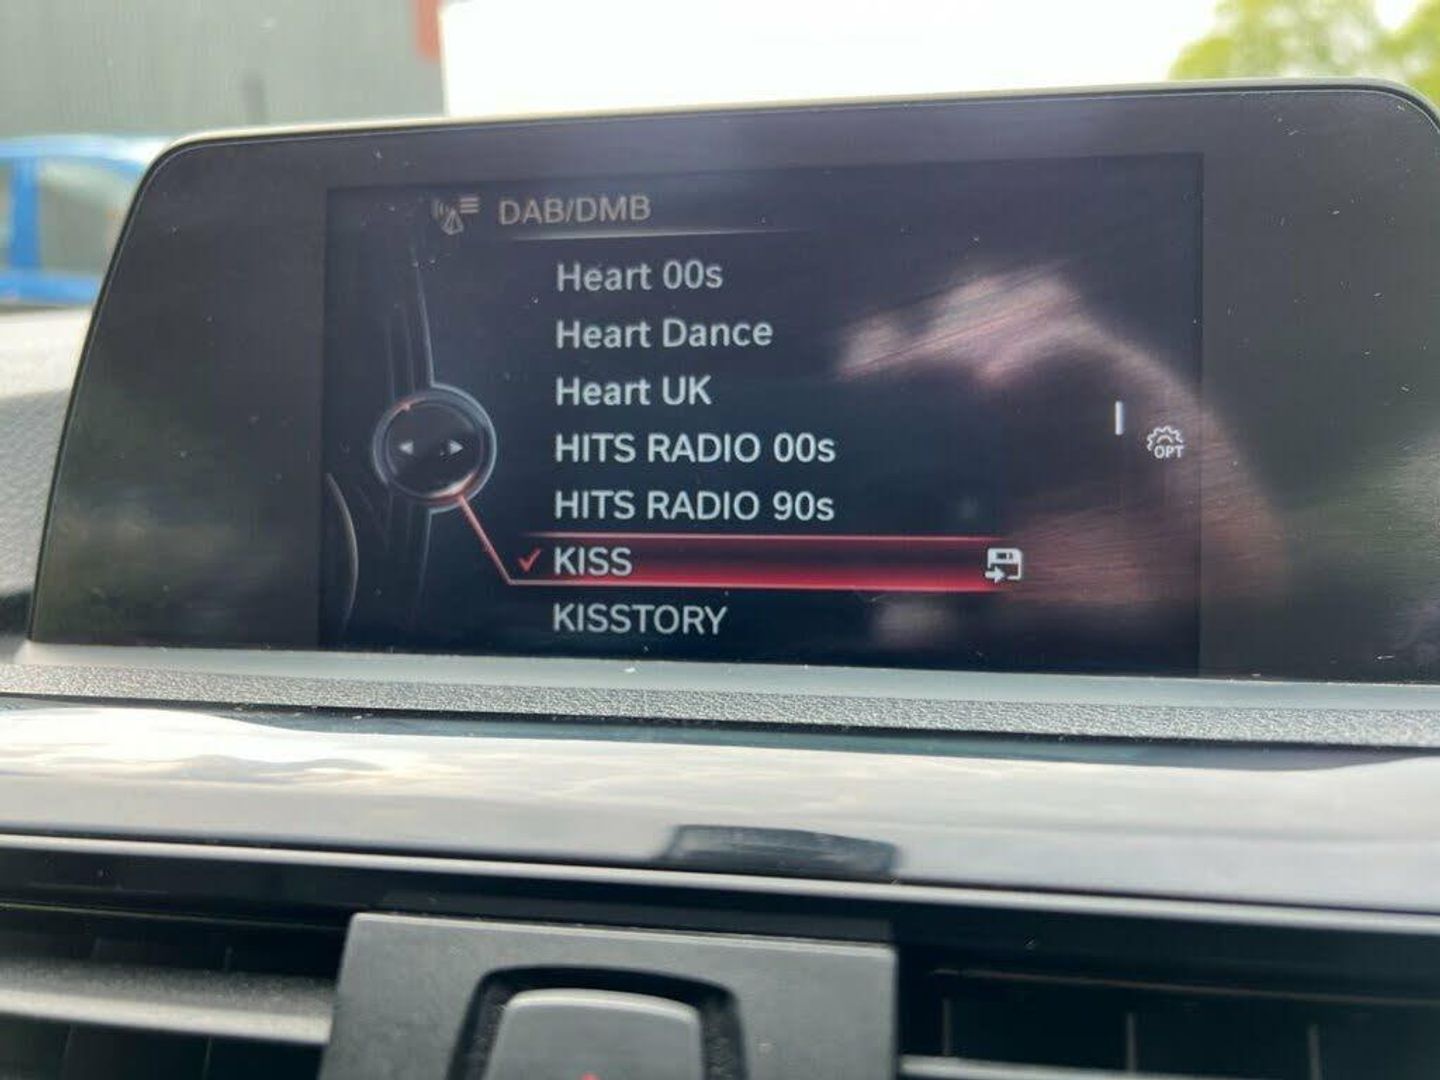 DAB/DMB
Heart 00s
Heart Dance
Heart UK
HITS RADIO 00s
OPT
HITS RADIO 90s
KISS
KISSTORY